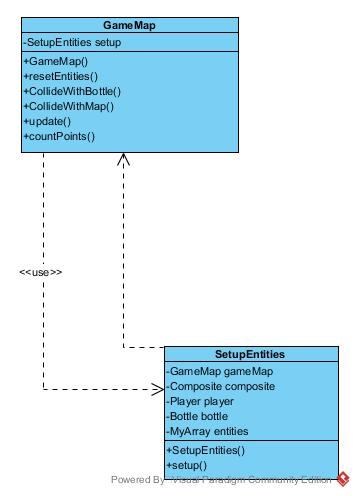 GameMap
-SetupEntities setup
+GameMap()
+resetEntities()
+CollideWithBottle()
+CollideWithMap()
+update()
+countPoints()
<<use>>
SetupEntities
-GameMap gameMap
-Composite composite
-Player player
-Bottle bottle
-MyArray entities
+SetupEntities()
+setup()
Powered By Visual Paradigm Community Edition